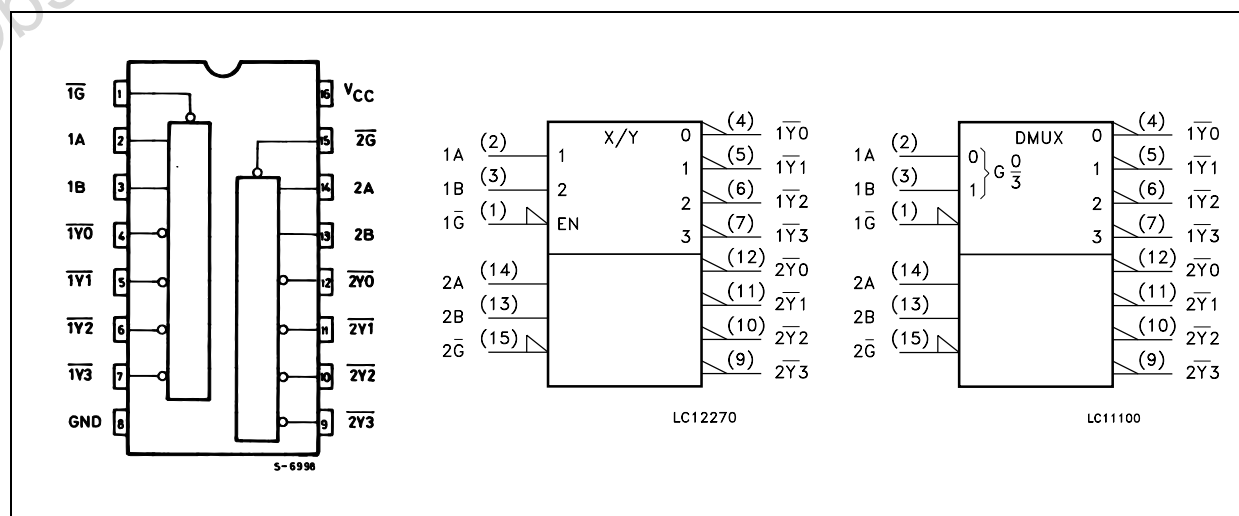 1G̅ 1 16 VCC
1A 2 15 2G̅
1B 3 14 2A
1Y0 4 13 2B
1Y1 5 12 2Y0
1Y2 6 11 2Y1
1Y3 7 10 2Y2
GND 8 9 2Y3
S-6998
X/Y
1A (2) 1 0 (4) 1Y0
1B (3) 2 1 (5) 1Y1
1G̅ (1) EN 2 (6) 1Y2
3 (7) 1Y3
2A (14) (12) 2Y0
2B (13) (11) 2Y1
2G̅ (15) (10) 2Y2
(9) 2Y3
LC12270
DMUX
1A (2) 0 0 (4) 1Y0
1B (3) 1 G 0/3 1 (5) 1Y1
1G̅ (1) 2 (6) 1Y2
3 (7) 1Y3
2A (14) (12) 2Y0
2B (13) (11) 2Y1
2G̅ (15) (10) 2Y2
(9) 2Y3
LC11100